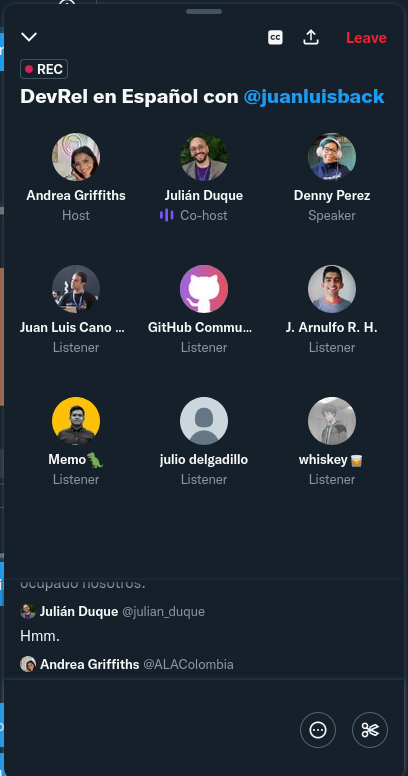 CC
Leave
REC
DevRel en Español con @juanluisback
Andrea Griffiths Julián Duque Denny Perez
Host Co-host Speaker
Juan Luis Cano ... GitHub Commu... J. Arnulfo R. H.
Listener Listener Listener
Memo🦖 julio delgadillo whiskey🥃
Listener Listener Listener
ocupado nosotros.
Julián Duque @julian_duque
Hmm.
Andrea Griffiths @ALAColombia